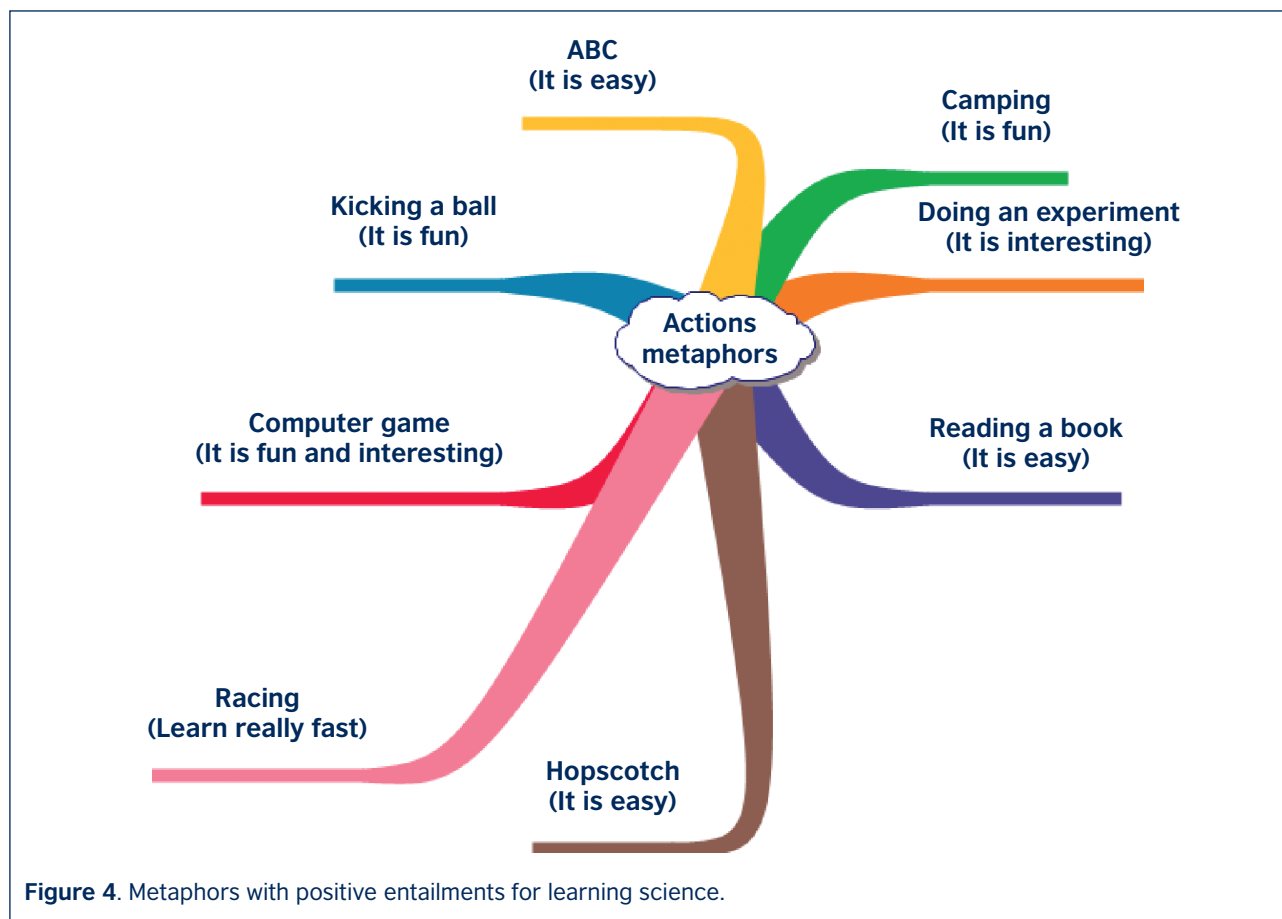 ABC
(It is easy)
Camping
(It is fun)
Kicking a ball
(It is fun)
Doing an experiment
(It is interesting)
Actions
metaphors
Computer game
(It is fun and interesting)
Reading a book
(It is easy)
Racing
(Learn really fast)
Hopscotch
(It is easy)
Figure 4. Metaphors with positive entailments for learning science.